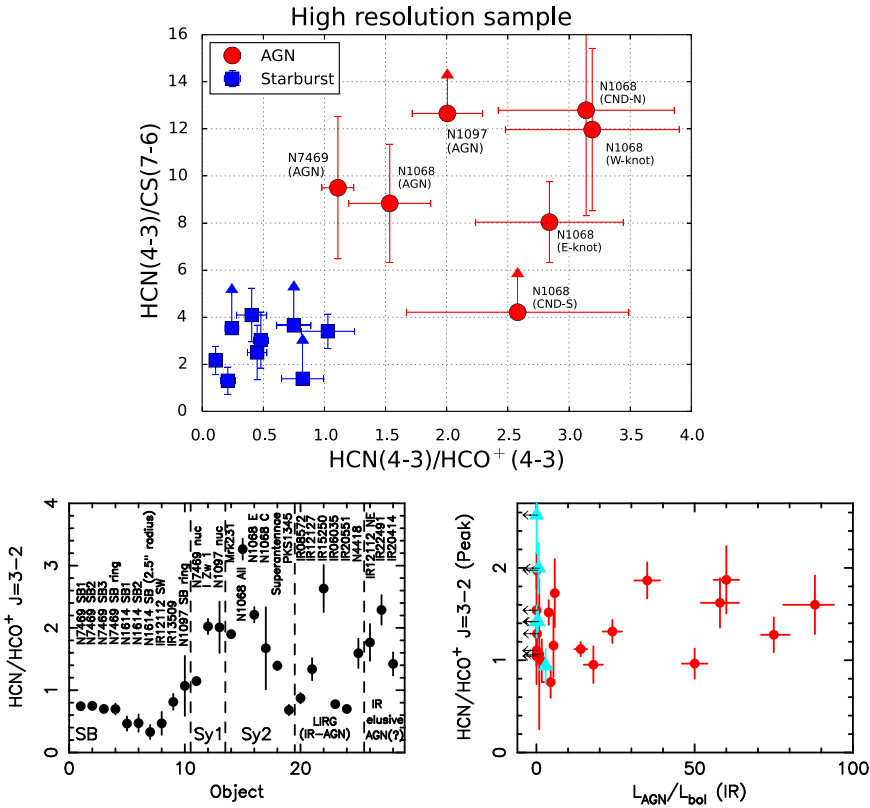 High resolution sample
AGN
Starburst
HCN(4-3)/CS(7-6)
16
14
12
10
8
6
4
2
0
N1068
(CND-N)
N1097
(AGN)
N1068
(W-knot)
N7469
(AGN)
N1068
(AGN)
N1068
(E-knot)
N1068
(CND-S)
0.0 0.5 1.0 1.5 2.0 2.5 3.0 3.5 4.0
HCN(4-3)/HCO+ (4-3)
HCN/HCO+ J=3-2
4
3
2
1
0
N7469 SB1
N7469 SB2
N7469 SB3
N7469 SB ring
N1614 SB1
N1614 SB2
N1614 SB (2.5" radius)
IR12112 SW
IR13509
N1097 SB ring
N7469 nuc
I Zw 1
N1097 nuc
Mrk231
N1068 All
N1068 E
N1068 C
Superantennae
PKS1345
IR08572
IR12127
IR15250
IR06035
IR20551
N4418
IR12112 NE
IR22491
IR20414
SB
Sy1
Sy2
LIRG
(IR-AGN)
IR
elusive
AGN(?)
0 10 20
Object
HCN/HCO+ J=3-2 (Peak)
2.5
2
1.5
1
0.5
0
0 50 100
LAGN/Lbol (IR)